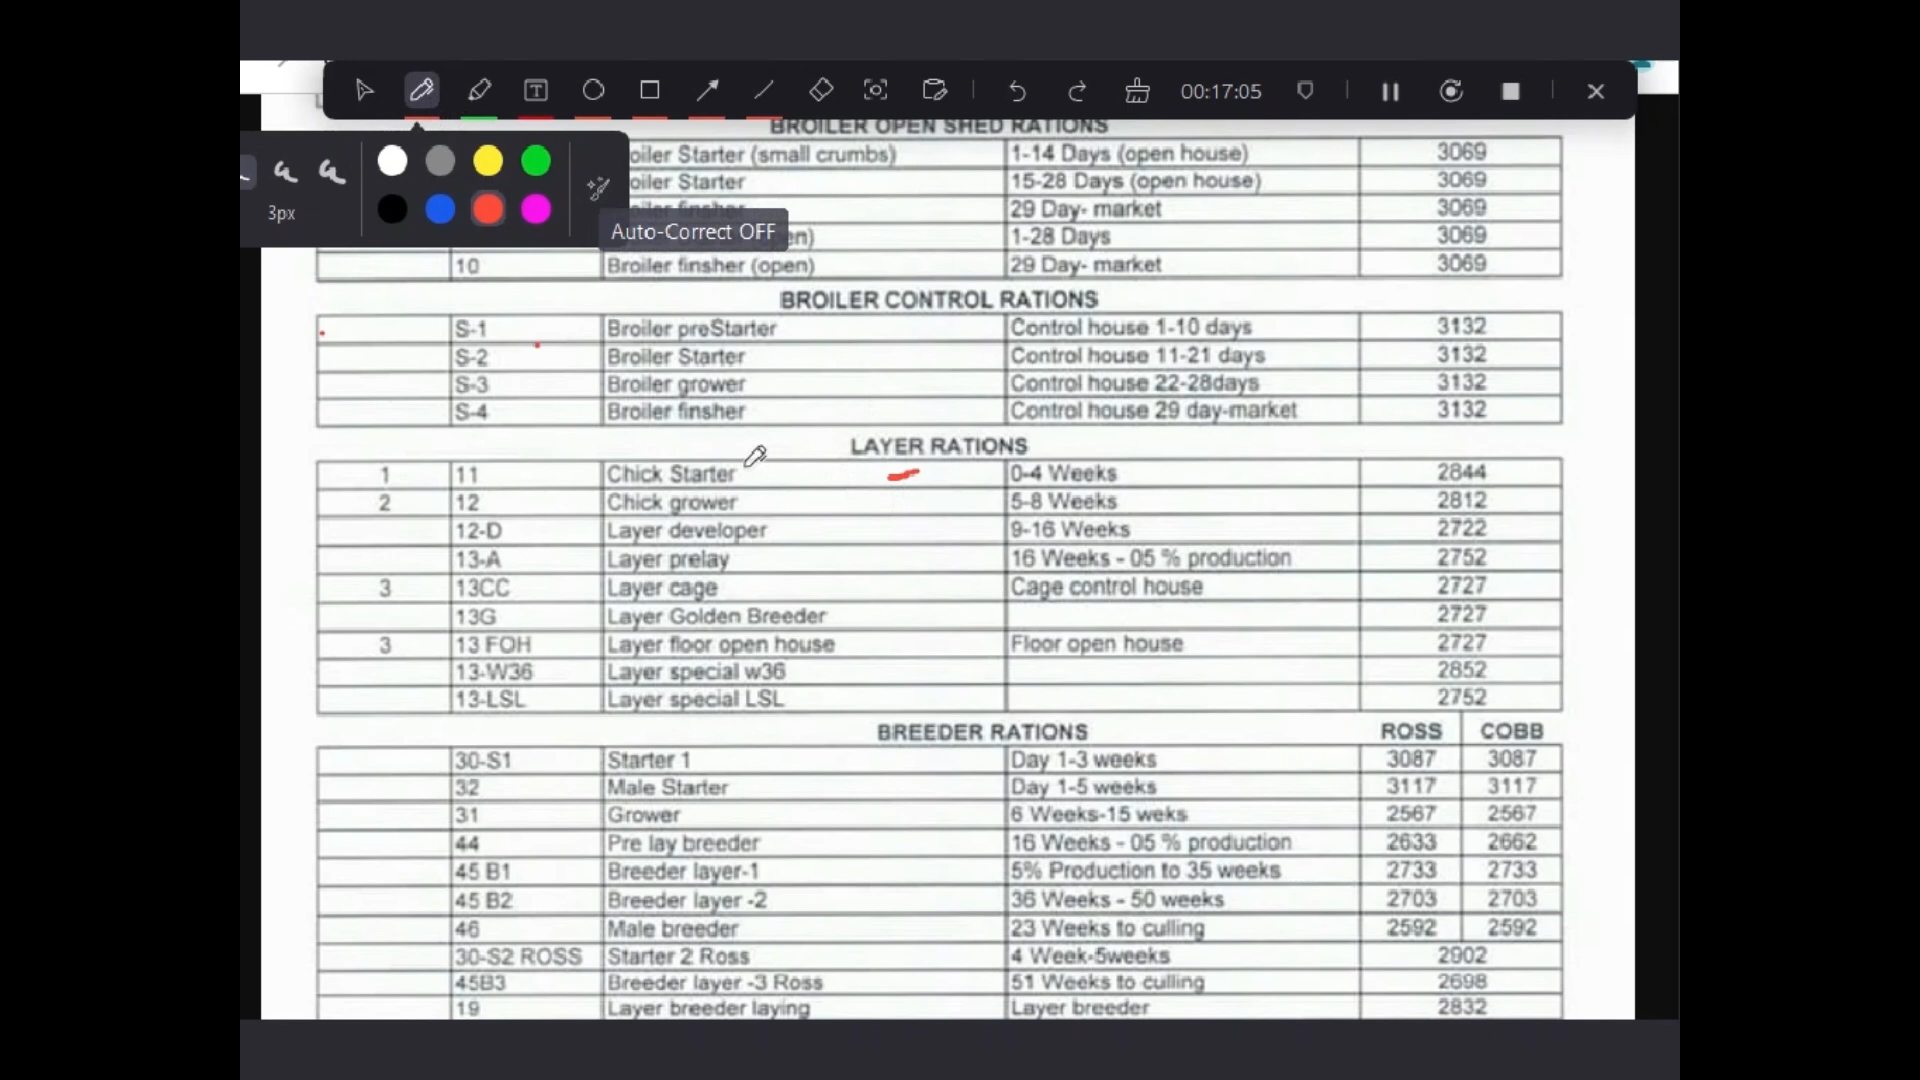 00:17:05
3px
Auto-Correct OFF
BROILER OPEN SHED RATIONS
oiler Starter (small crumbs) 1-14 Days (open house) 3069
oiler Starter 15-28 Days (open house) 3069
29 Day- market 3069
en) 1-28 Days 3069
10 Broiler finsher (open) 29 Day- market 3069
BROILER CONTROL RATIONS
S-1 Broiler preStarter Control house 1-10 days 3132
S-2 Broiler Starter Control house 11-21 days 3132
S-3 Broiler grower Control house 22-28days 3132
S-4 Broiler finsher Control house 29 day-market 3132
LAYER RATIONS
1 11 Chick Starter 0-4 Weeks 2844
2 12 Chick grower 5-8 Weeks 2812
12-D Layer developer 9-16 Weeks 2722
13-A Layer prelay 16 Weeks - 05 % production 2752
3 13CC Layer cage Cage control house 2727
13G Layer Golden Breeder 2727
3 13 FOH Layer floor open house Floor open house 2727
13-W36 Layer special w36 2852
13-LSL Layer special LSL 2752
BREEDER RATIONS ROSS COBB
30-S1 Starter 1 Day 1-3 weeks 3087 3087
32 Male Starter Day 1-5 weeks 3117 3117
31 Grower 6 Weeks-15 weks 2567 2567
44 Pre lay breeder 16 Weeks - 05 % production 2633 2662
45 B1 Breeder layer-1 5% Production to 35 weeks 2733 2733
45 B2 Breeder layer -2 36 Weeks - 50 weeks 2703 2703
46 Male breeder 23 Weeks to culling 2592 2592
30-S2 ROSS Starter 2 Ross 4 Week-5weeks 2902
45B3 Breeder layer -3 Ross 51 Weeks to culling 2698
19 Layer breeder laying Layer breeder 2832